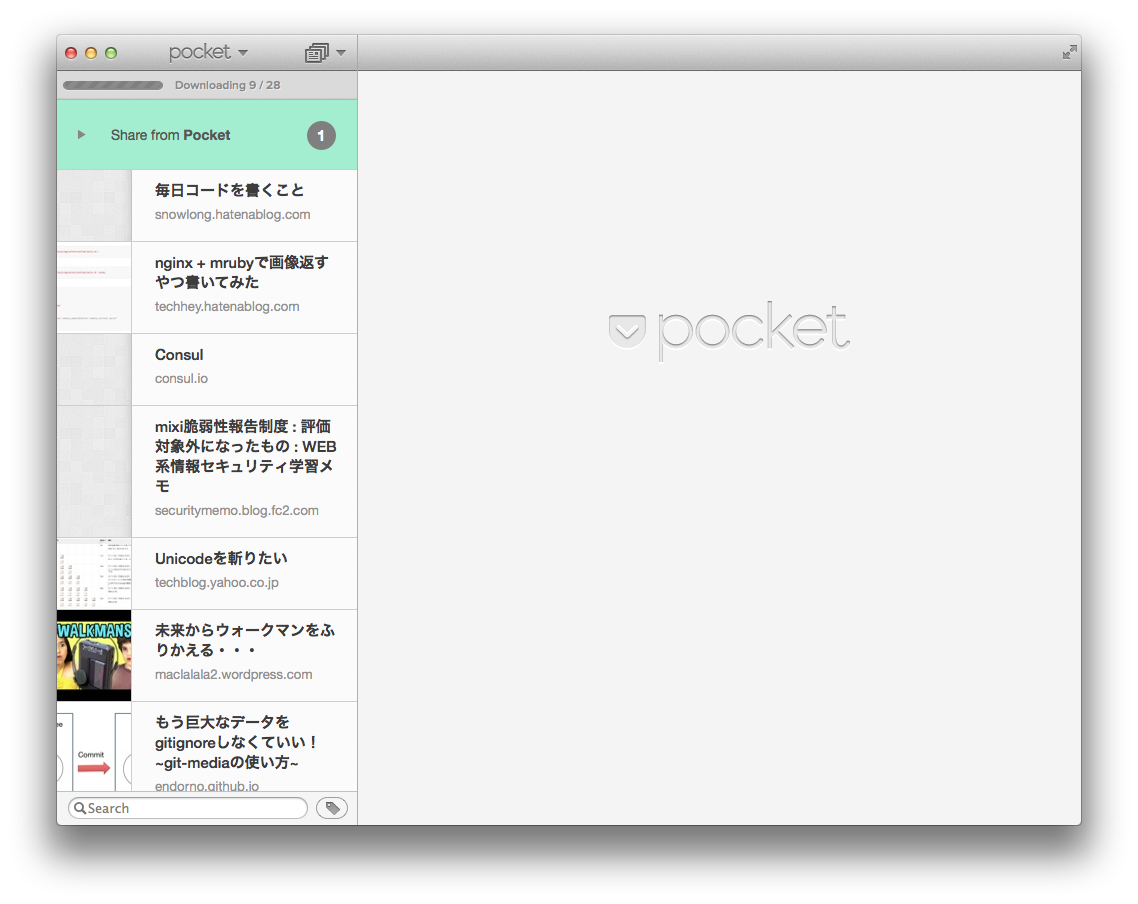 pocket
Downloading 9 / 28
Share from Pocket
1
毎日コードを書くこと
snowlong.hatenablog.com
nginx + mrubyで画像返す
やつ書いてみた
techhey.hatenablog.com
Consul
consul.io
mixi脆弱性報告制度 : 評価
対象外になったもの : WEB
系情報セキュリティ学習メ
モ
securitymemo.blog.fc2.com
Unicodeを斬りたい
techblog.yahoo.co.jp
WALKMANS
未来からウォークマンをふ
りかえる・・・
maclalala2.wordpress.com
Commit
もう巨大なデータを
gitignoreしなくていい！
~git-mediaの使い方~
endorno.github.io
Search
pocket